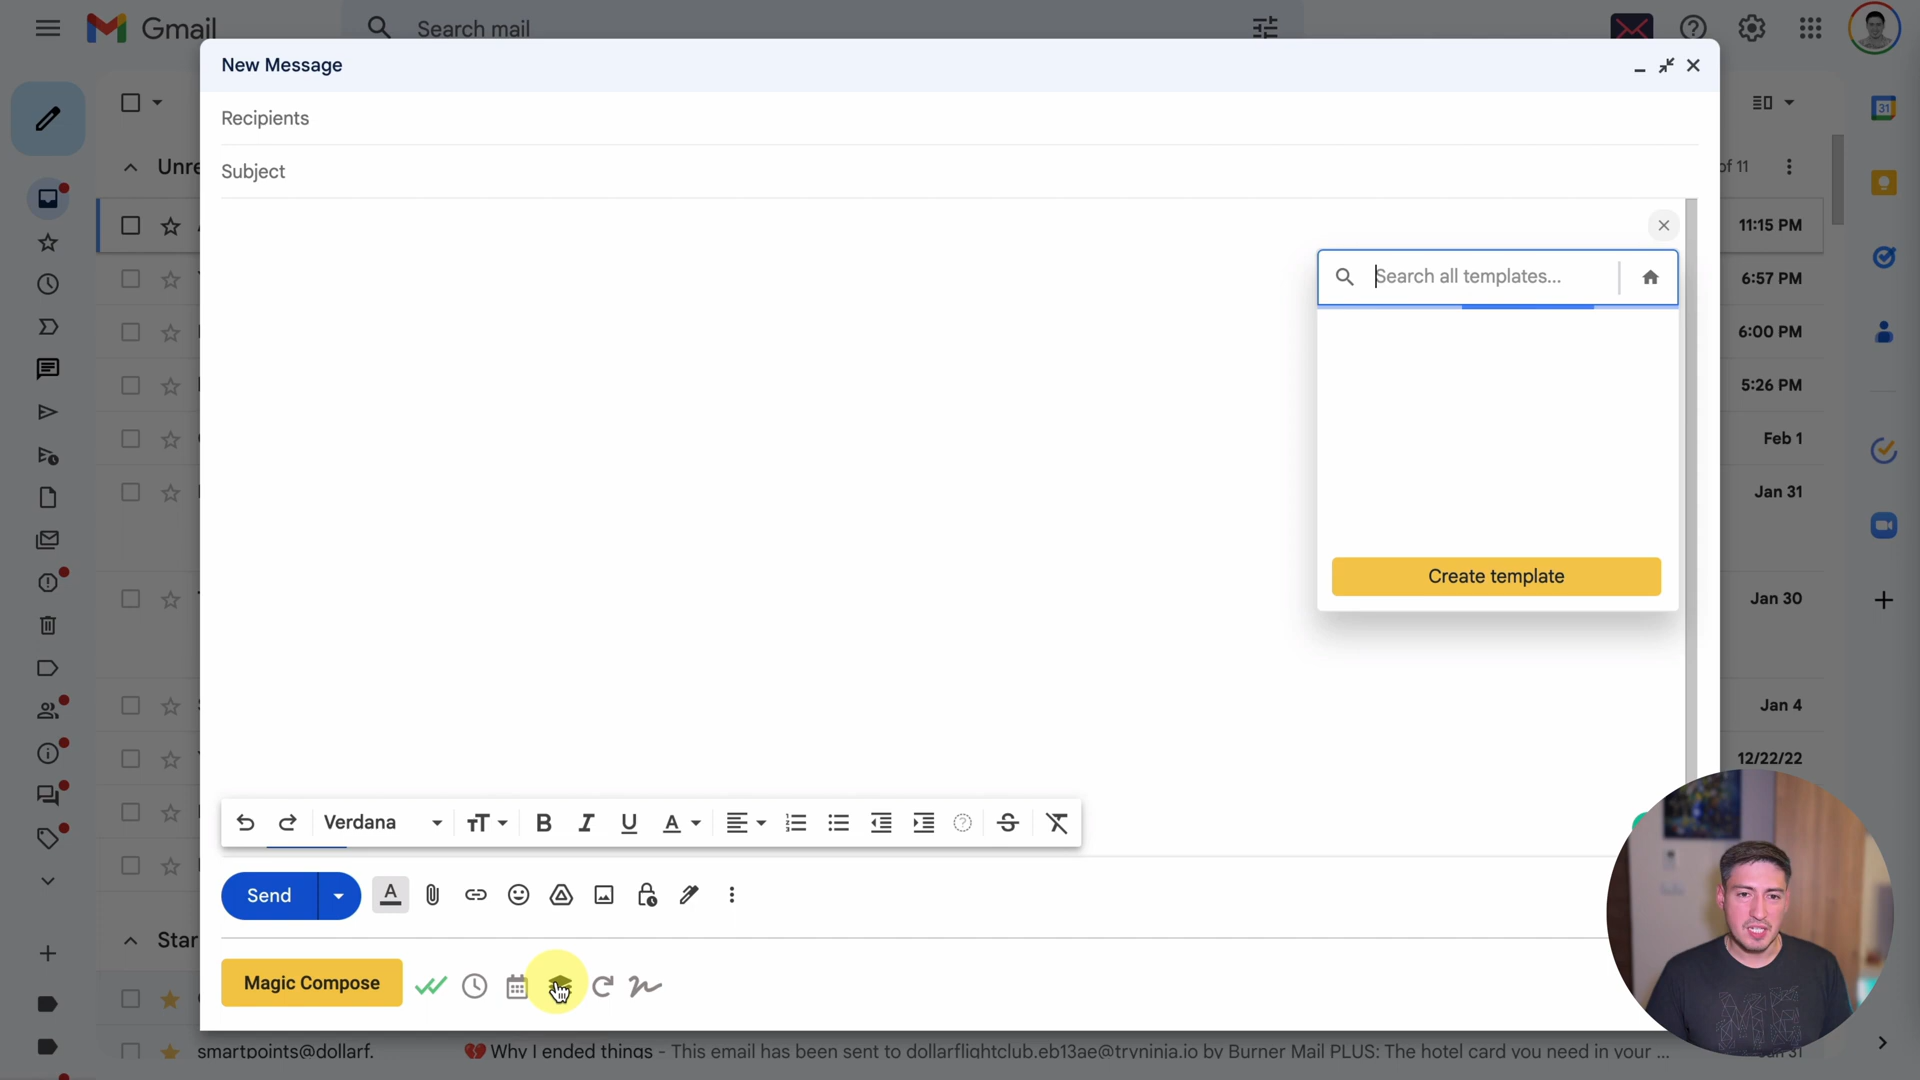 Gmail
Search mail
New Message
Recipients
Subject
Unre
of 11
31
11:15 PM
6:57 PM
Search all templates...
6:00 PM
5:26 PM
Feb 1
Jan 31
Create template
Jan 30
Jan 4
12/22/22
Verdana
Send
Star
Magic Compose
smartpoints@dollarf.
💔 Why I ended things - This email has been sent to dollarflightclub.eb13ae@tryninja.io by Burner Mail PLUS: The hotel card you need in your ...